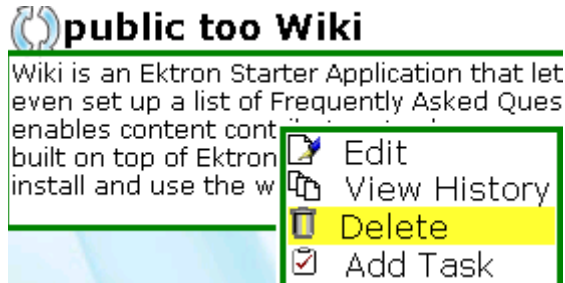 public too Wiki
Wiki is an Ektron Starter Application that let
even set up a list of Frequently Asked Ques
enables content cont
built on top of Ektron
install and use the w
Edit
View History
Delete
Add Task